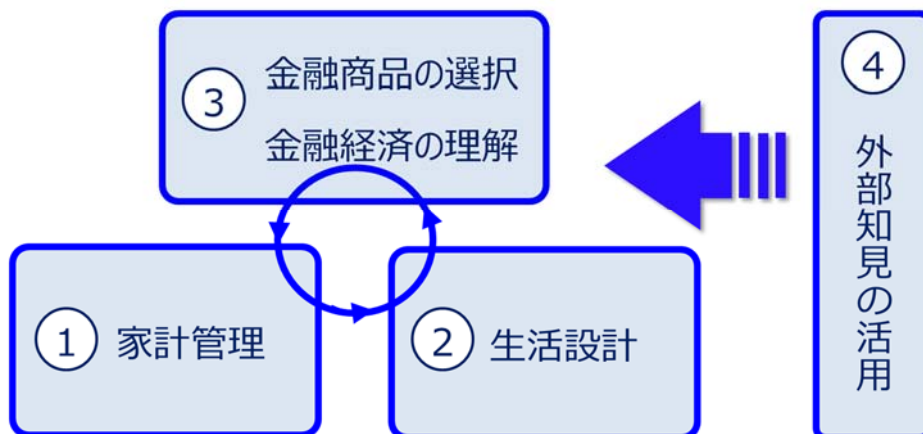 ③ 金融商品の選択
金融経済の理解
① 家計管理
② 生活設計
④
外部知見の活用